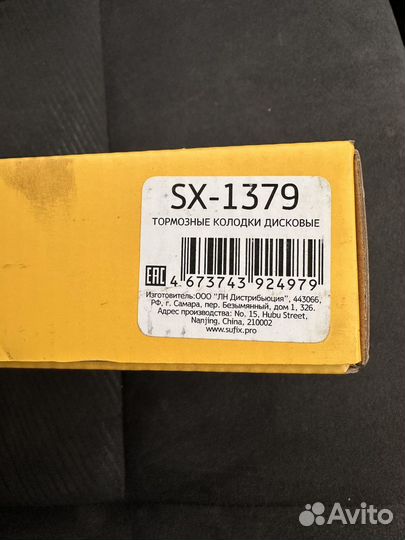 SX-1379
ТОРМОЗНЫЕ КОЛОДКИ ДИСКОВЫЕ
EAC
4 673743 924979
Изготовитель:ООО "ЛН Дистрибьюция", 443066,
РФ, г. Самара, пер. Безымянный, дом 1, 326.
Адрес производства: No. 15, Hubu Street,
Nanjing, China, 210002
www.sufix.pro
Avito